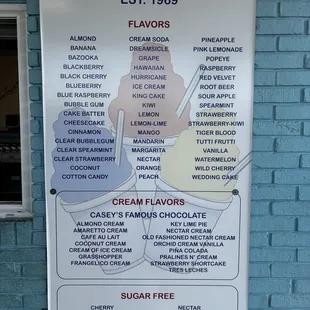 EST. 1969
FLAVORS
ALMOND
BANANA
BAZOOKA
BLACKBERRY
BLACK CHERRY
BLUEBERRY
BLUE RASPBERRY
BUBBLE GUM
CAKE BATTER
CHEESECAKE
CINNAMON
CLEAR BUBBLEGUM
CLEAR SPEARMINT
CLEAR STRAWBERRY
COCONUT
COTTON CANDY
CREAM SODA
DREAMSICLE
GRAPE
HAWAIIAN
HURRICANE
ICE CREAM
KING CAKE
KIWI
LEMON
LEMON-LIME
MANGO
MANDARIN
MARGARITA
NECTAR
ORANGE
PEACH
PINEAPPLE
PINK LEMONADE
POPEYE
RASPBERRY
RED VELVET
ROOT BEER
SOUR APPLE
SPEARMINT
STRAWBERRY
STRAWBERRY-KIWI
TIGER BLOOD
TUTTI FRUTTI
VANILLA
WATERMELON
WILD CHERRY
WEDDING CAKE
CREAM FLAVORS
CASEY'S FAMOUS CHOCOLATE
ALMOND CREAM
AMARETTO CREAM
CAFE AU LAIT
COCONUT CREAM
CREAM OF ICE CREAM
GRASSHOPPER
FRANGELICO CREAM
KEY LIME PIE
NECTAR CREAM
OLD FASHIONED NECTAR CREAM
ORCHID CREAM VANILLA
PIÑA COLADA
PRALINES N' CREAM
STRAWBERRY SHORTCAKE
TRES LECHES
SUGAR FREE
CHERRY
NECTAR